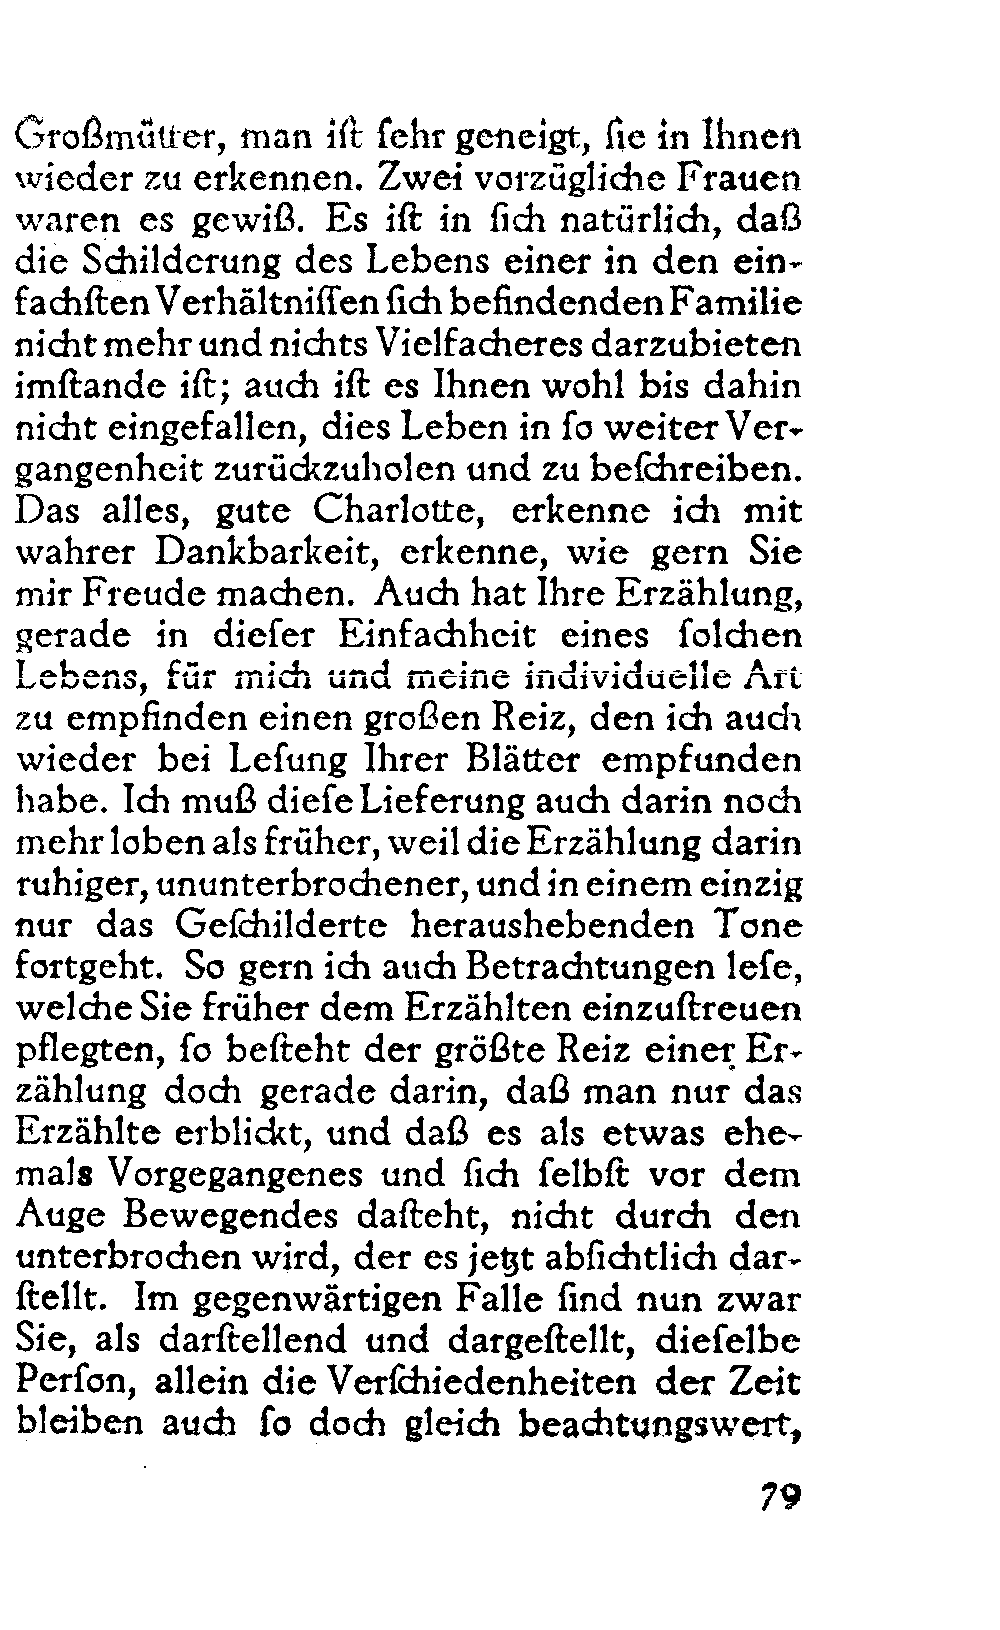 Großmütter, man iſt ſehr geneigt, ſie in Ihnen
wieder zu erkennen. Zwei vorzügliche Frauen
waren es gewiß. Es iſt in ſich natürlich, daß
die Schilderung des Lebens einer in den ein-
fachſten Verhältniſſen ſich befindenden Familie
nicht mehr und nichts Vielfacheres darzubieten
imſtande iſt; auch iſt es Ihnen wohl bis dahin
nicht eingefallen, dies Leben in ſo weiter Ver-
gangenheit zurückzuholen und zu beſchreiben.
Das alles, gute Charlotte, erkenne ich mit
wahrer Dankbarkeit, erkenne, wie gern Sie
mir Freude machen. Auch hat Ihre Erzählung,
gerade in dieſer Einfachheit eines ſolchen
Lebens, für mich und meine individuelle Art
zu empfinden einen großen Reiz, den ich auch
wieder bei Leſung Ihrer Blätter empfunden
habe. Ich muß dieſe Lieferung auch darin noch
mehr loben als früher, weil die Erzählung darin
ruhiger, ununterbrochener, und in einem einzig
nur das Geſchilderte heraushebenden Tone
fortgeht. So gern ich auch Betrachtungen leſe,
welche Sie früher dem Erzählten einzuſtreuen
pflegten, ſo beſteht der größte Reiz einer Er-
zählung doch gerade darin, daß man nur das
Erzählte erblickt, und daß es als etwas ehe-
mals Vorgegangenes und ſich ſelbſt vor dem
Auge Bewegendes daſteht, nicht durch den
unterbrochen wird, der es jetzt abſichtlich dar-
ſtellt. Im gegenwärtigen Falle ſind nun zwar
Sie, als darſtellend und dargeſtellt, dieſelbe
Perſon, allein die Verſchiedenheiten der Zeit
bleiben auch ſo doch gleich beachtungswert,
79